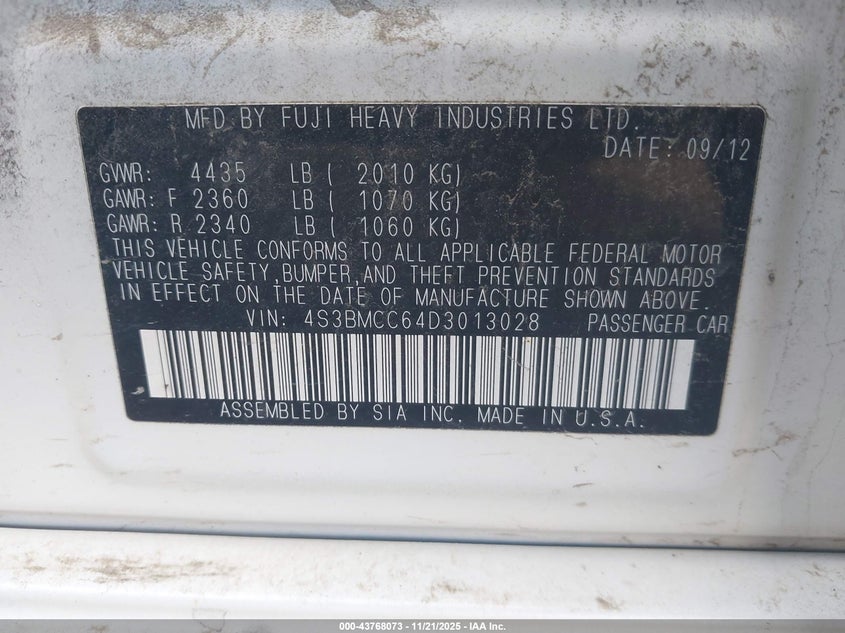 MFD BY FUJI HEAVY INDUSTRIES LTD.
DATE: 09/12
GVWR: 4435 LB ( 2010 KG)
GAWR: F 2360 LB ( 1070 KG)
GAWR: R 2340 LB ( 1060 KG)
THIS VEHICLE CONFORMS TO ALL APPLICABLE FEDERAL MOTOR
VEHICLE SAFETY, BUMPER, AND THEFT PREVENTION STANDARDS
IN EFFECT ON THE DATE OF MANUFACTURE SHOWN ABOVE.
VIN: 4S3BMCC64D3013028 PASSENGER CAR
ASSEMBLED BY SIA INC. MADE IN U.S.A.
000-43768073 - 11/21/2025 - IAA Inc.